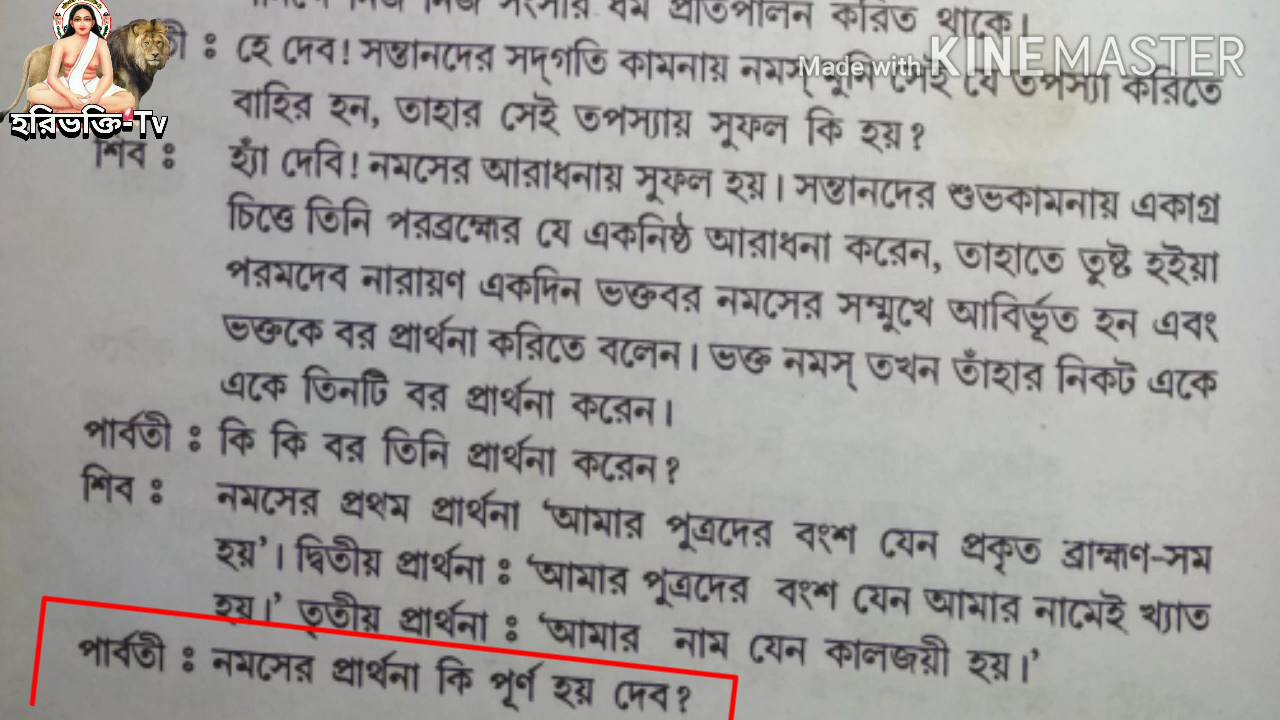 সংসার ধর্ম প্রতিপালন করিত থাকে।
হে দেব! সন্তানদের সদ্‌গতি কামনায় নমস্ মুনি সেই যে তপস্যা করিতে
Made with KINEMASTER
বাহির হন, তাহার সেই তপস্যায় সুফল কি হয়?
হরিভক্তি-Tv
শিব : হ্যাঁ দেবি! নমসের আরাধনায় সুফল হয়। সন্তানদের শুভকামনায় একাগ্র
চিত্তে তিনি পরব্রহ্মের যে একনিষ্ঠ আরাধনা করেন, তাহাতে তুষ্ট হইয়া
পরমদেব নারায়ণ একদিন ভক্তবর নমসের সম্মুখে আবির্ভূত হন এবং
ভক্তকে বর প্রার্থনা করিতে বলেন। ভক্ত নমস্ তখন তাঁহার নিকট একে
একে তিনটি বর প্রার্থনা করেন।
পার্বতী : কি কি বর তিনি প্রার্থনা করেন?
শিব : নমসের প্রথম প্রার্থনা ‘আমার পুত্রদের বংশ যেন প্রকৃত ব্রাহ্মণ-সম
হয়’। দ্বিতীয় প্রার্থনা : ‘আমার পুত্রদের বংশ যেন আমার নামেই খ্যাত
হয়।’ তৃতীয় প্রার্থনা : ‘আমার নাম যেন কালজয়ী হয়।’
পার্বতী : নমসের প্রার্থনা কি পূর্ণ হয় দেব?